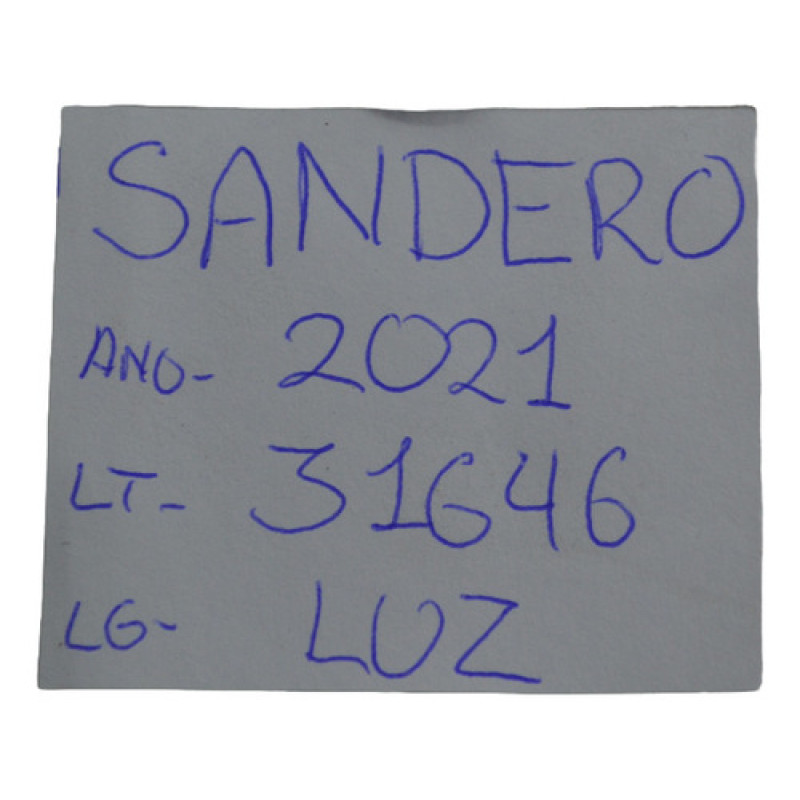 SANDERO
ANO- 2021
LT- 31646
LG- LUZ